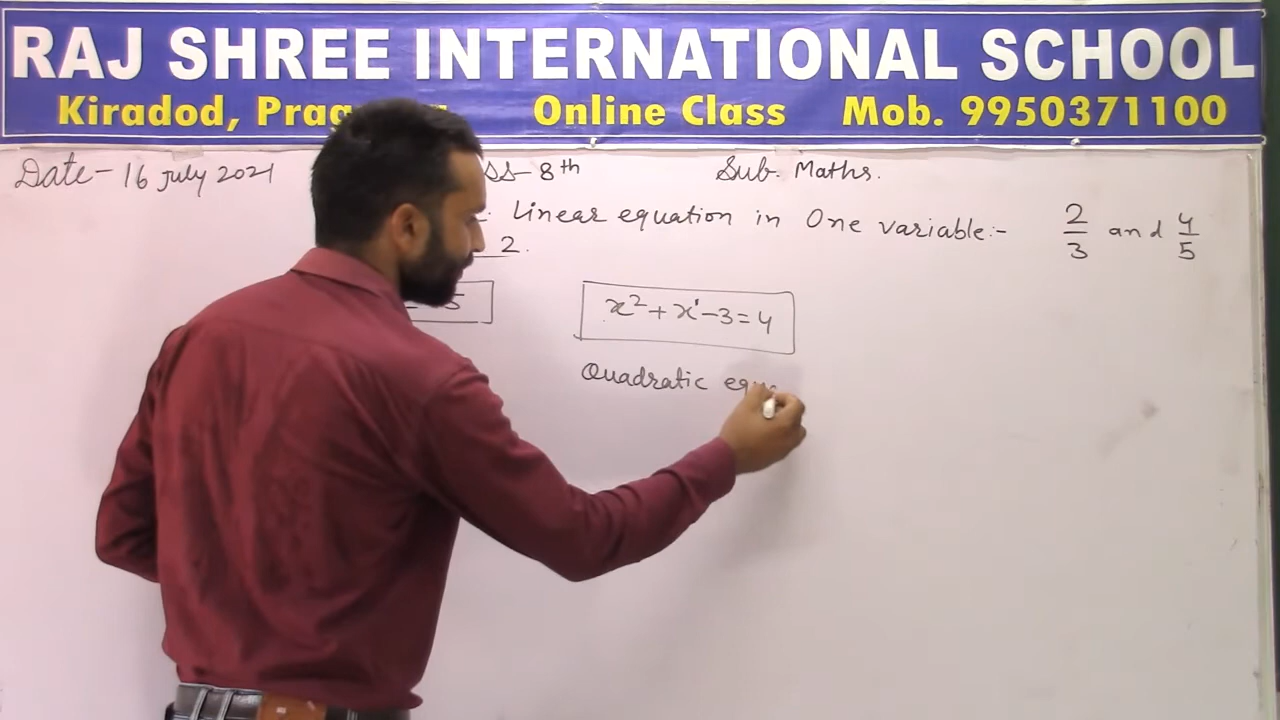 RAJ SHREE INTERNATIONAL SCHOOL
Kiradod, Online Class Mob. 9950371100
Date- 16 July 2021 8th Sub. Maths.
Linear equation in One variable:- 2/3 and 4/5
2.
x²+x¹-3=4
Quadratic